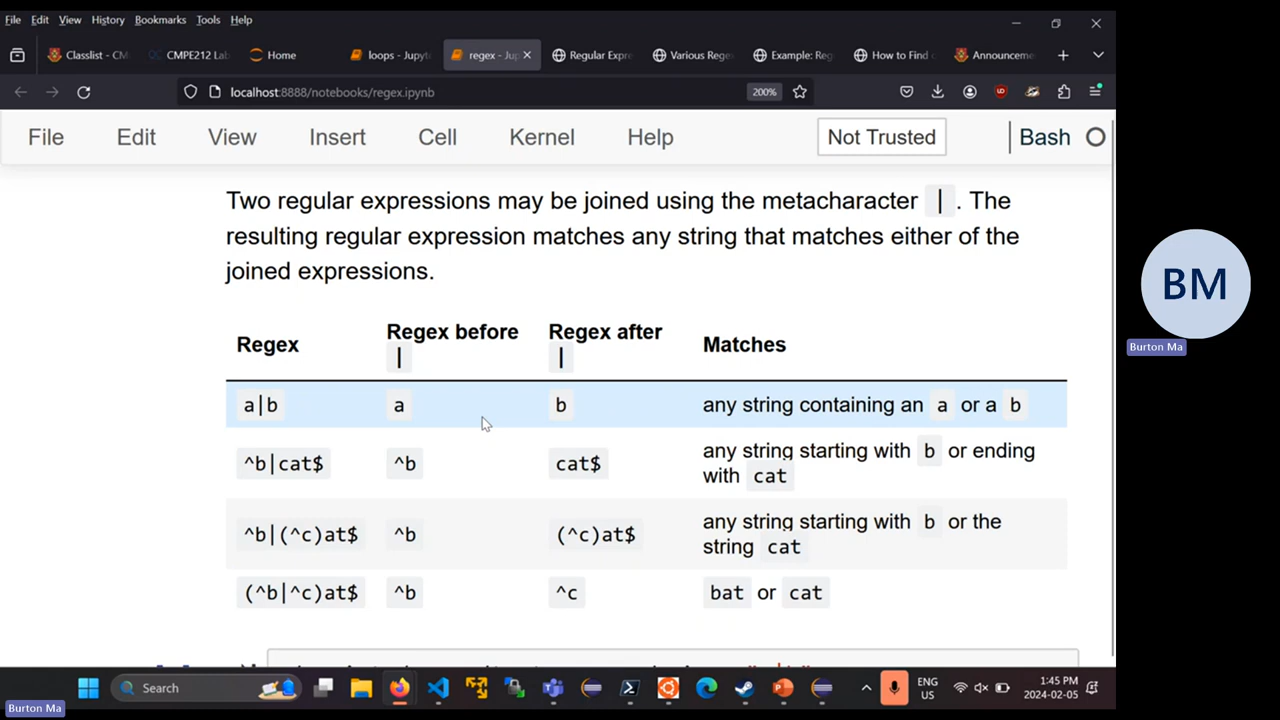 File Edit View History Bookmarks Tools Help
Classlist - CM CMPE212 Lab Home loops - Jupyte regex - Jup Regular Expre Various Rege Example: Reg How to Find Announceme
localhost:8888/notebooks/regex.ipynb 200%
File Edit View Insert Cell Kernel Help Not Trusted Bash
Two regular expressions may be joined using the metacharacter | . The
resulting regular expression matches any string that matches either of the
joined expressions.
Regex Regex before | Regex after | Matches
a|b a b any string containing an a or a b
^b|cat$ ^b cat$ any string starting with b or ending
with cat
^b|(^c)at$ ^b (^c)at$ any string starting with b or the
string cat
(^b|^c)at$ ^b ^c bat or cat
BM
Burton Ma
Search
ENG
US
1:45 PM
2024-02-05
Burton Ma